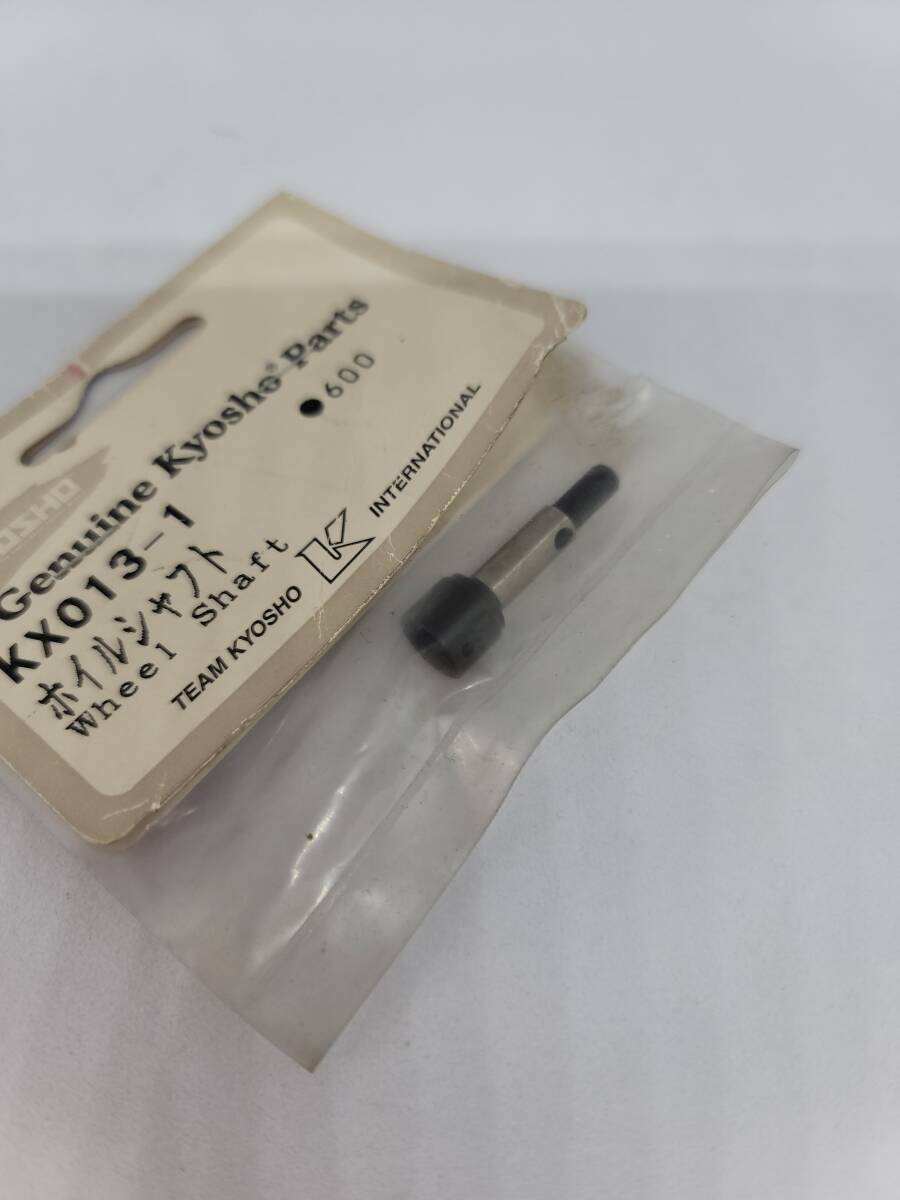 Genuine Kyosho® Parts
●600
KX013-1
ホイルシャフト
Wheel Shaft
TEAM KYOSHO K INTERNATIONAL